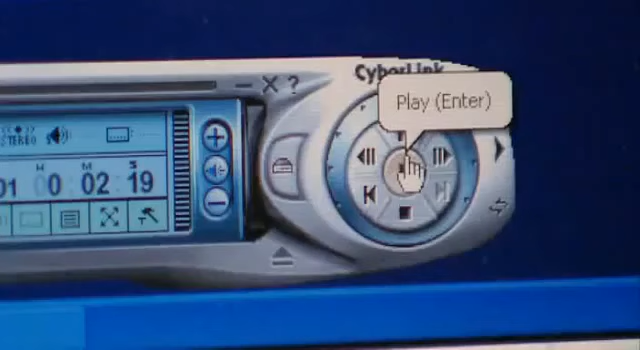 CyberLink
Play (Enter)
? 
STEREO
H M S
01 0:02:19